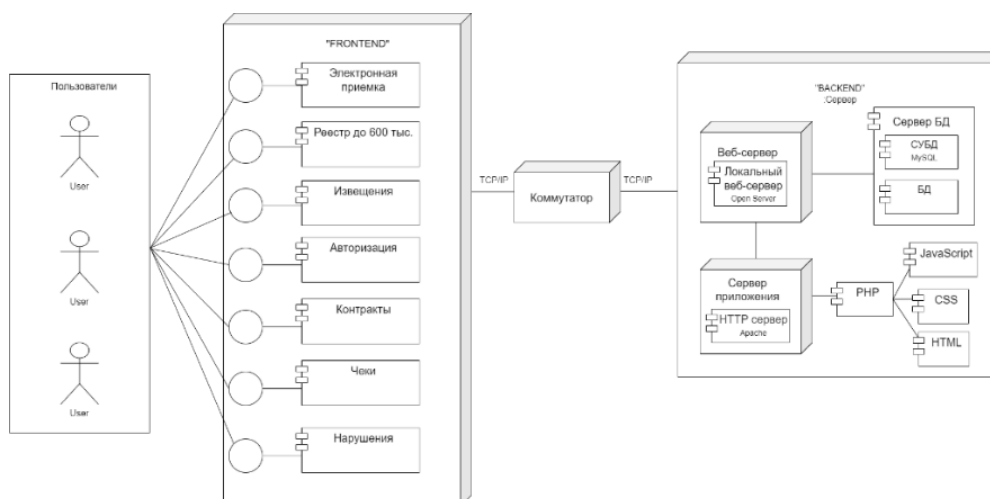 Пользователи
User
User
User
"FRONTEND"
Электронная
приемка
Реестр до 600 тыс.
Извещения
Авторизация
Контракты
Чеки
Нарушения
TCP/IP
Коммутатор
TCP/IP
"BACKEND"
:Сервер
Веб-сервер
Локальный
веб-сервер
Open Server
Сервер БД
СУБД
MySQL
БД
Сервер
приложения
HTTP сервер
Apache
PHP
JavaScript
CSS
HTML